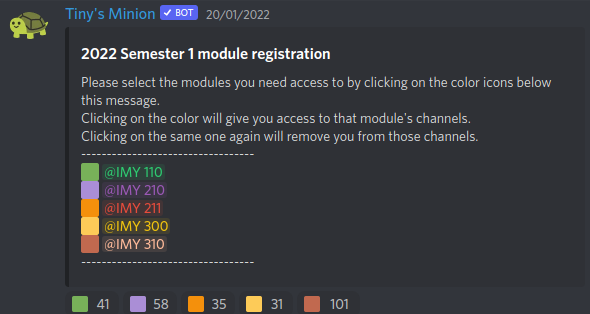 Tiny's Minion ✓ BOT 20/01/2022
2022 Semester 1 module registration
Please select the modules you need access to by clicking on the color icons below
this message.
Clicking on the color will give you access to that module's channels.
Clicking on the same one again will remove you from those channels.
----------------------------------
@IMY 110
@IMY 210
@IMY 211
@IMY 300
@IMY 310
----------------------------------
41 58 35 31 101